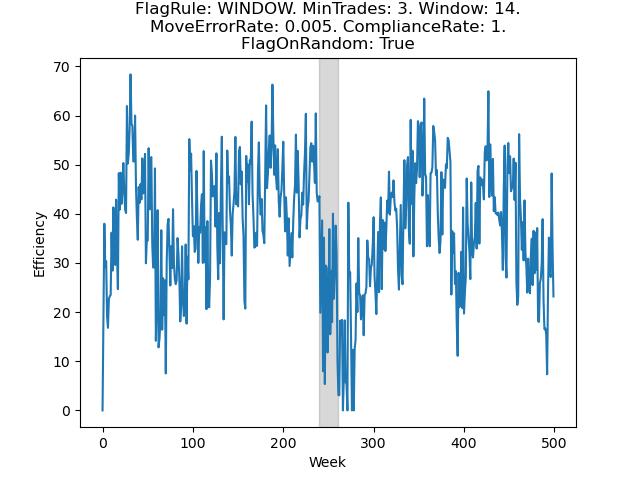 FlagRule: WINDOW. MinTrades: 3. Window: 14.
MoveErrorRate: 0.005. ComplianceRate: 1.
FlagOnRandom: True
70
60
50
40
30
20
10
0
Efficiency
0 100 200 300 400 500
Week